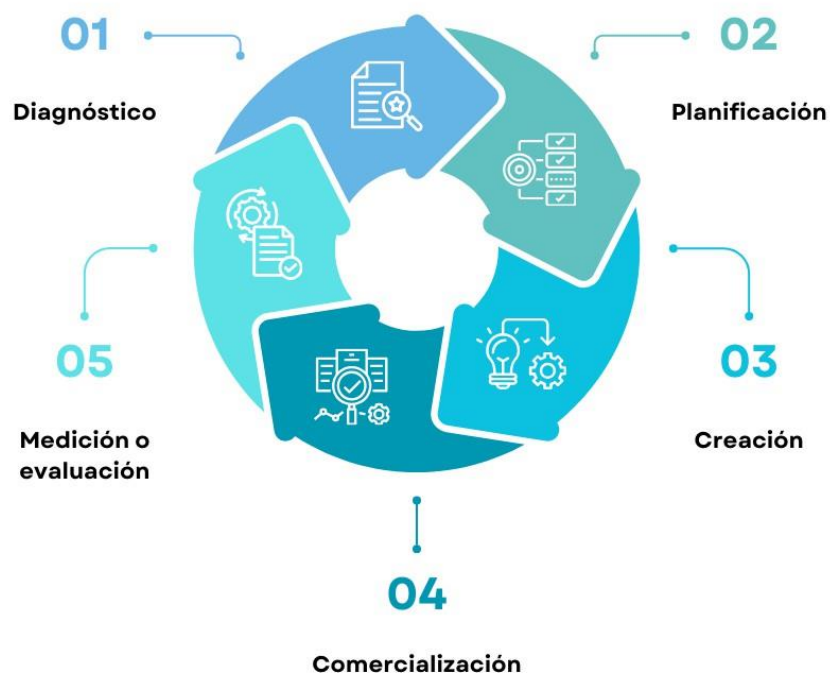 01
Diagnóstico
02
Planificación
03
Creación
04
Comercialización
05
Medición o
evaluación